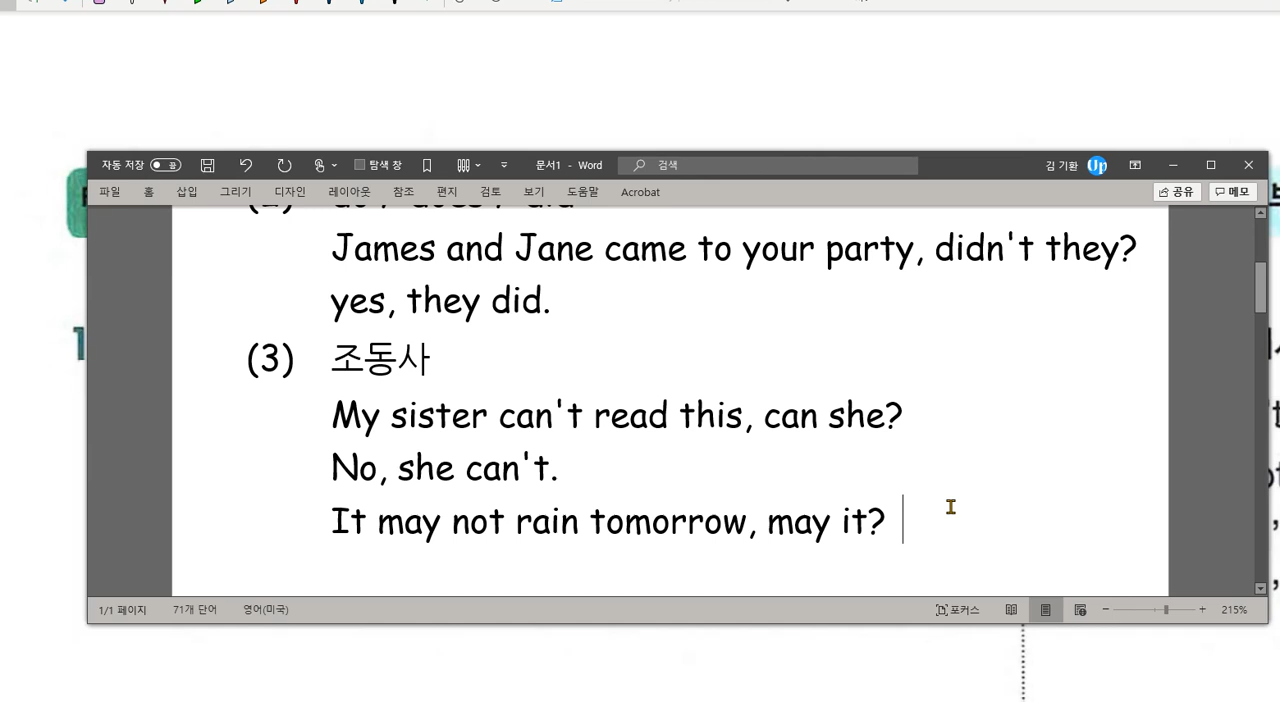 자동 저장 끔 탐색 창 문서1 - Word 검색 김 기환 Up
파일 홈 삽입 그리기 디자인 레이아웃 참조 편지 검토 보기 도움말 Acrobat 공유 메모
James and Jane came to your party, didn't they?
yes, they did.
(3) 조동사
My sister can't read this, can she?
No, she can't.
It may not rain tomorrow, may it?
1/1 페이지 71개 단어 영어(미국) 포커스 215%